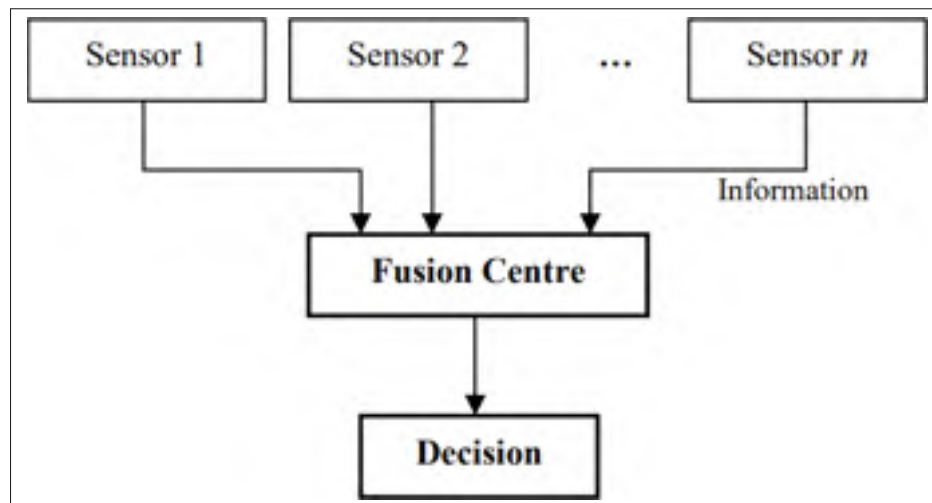 Sensor 1
Sensor 2
...
Sensor n
Information
Fusion Centre
Decision